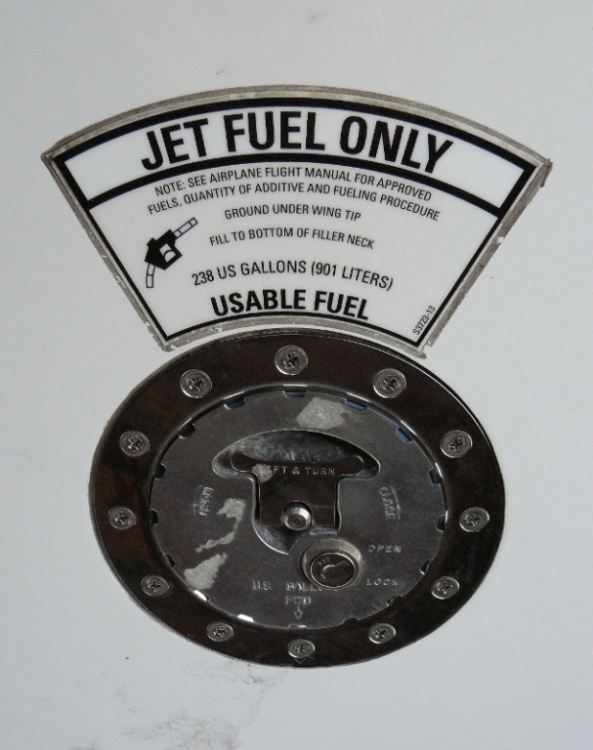 JET FUEL ONLY
NOTE: SEE AIRPLANE FLIGHT MANUAL FOR APPROVED
FUELS, QUANTITY OF ADDITIVE AND FUELING PROCEDURE
GROUND UNDER WING TIP
FILL TO BOTTOM OF FILLER NECK
238 US GALLONS (901 LITERS)
USABLE FUEL
S3723-13
LIFT & TURN
CLOSE
OPEN
LOCK
U.S.
FWD